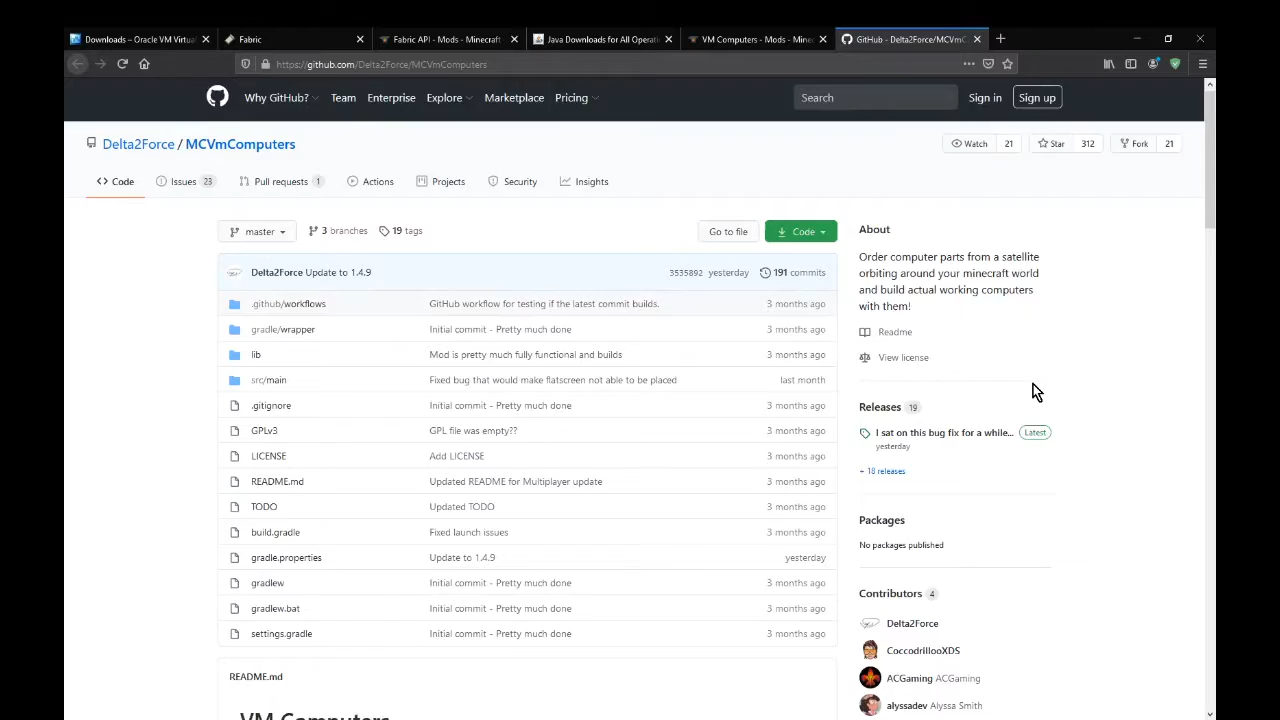 Downloads – Oracle VM Virtu
Fabric
Fabric API - Mods - Minecraft
Java Downloads for All Operati
VM Computers - Mods - Mine
GitHub - Delta2Force/MCVmC
https://github.com/Delta2Force/MCVmComputers
Why GitHub?
Team
Enterprise
Explore
Marketplace
Pricing
Search
Sign in
Sign up
Delta2Force / MCVmComputers
Watch 21
Star 312
Fork 21
Code
Issues 23
Pull requests 1
Actions
Projects
Security
Insights
master
3 branches
19 tags
Go to file
Code
Delta2Force Update to 1.4.9
3535892 yesterday
191 commits
.github/workflows
GitHub workflow for testing if the latest commit builds.
3 months ago
gradle/wrapper
Initial commit - Pretty much done
3 months ago
lib
Mod is pretty much fully functional and builds
3 months ago
src/main
Fixed bug that would make flatscreen not able to be placed
last month
.gitignore
Initial commit - Pretty much done
3 months ago
GPLv3
GPL file was empty??
3 months ago
LICENSE
Add LICENSE
3 months ago
README.md
Updated README for Multiplayer update
3 months ago
TODO
Updated TODO
3 months ago
build.gradle
Fixed launch issues
3 months ago
gradle.properties
Update to 1.4.9
yesterday
gradlew
Initial commit - Pretty much done
3 months ago
gradlew.bat
Initial commit - Pretty much done
3 months ago
settings.gradle
Initial commit - Pretty much done
3 months ago
README.md
VM Computers
About
Order computer parts from a satellite
orbiting around your minecraft world
and build actual working computers
with them!
Readme
View license
Releases 19
I sat on this bug fix for a while...
Latest
yesterday
+ 18 releases
Packages
No packages published
Contributors 4
Delta2Force
CoccodrillooXDS
ACGaming ACGaming
alyssadev Alyssa Smith